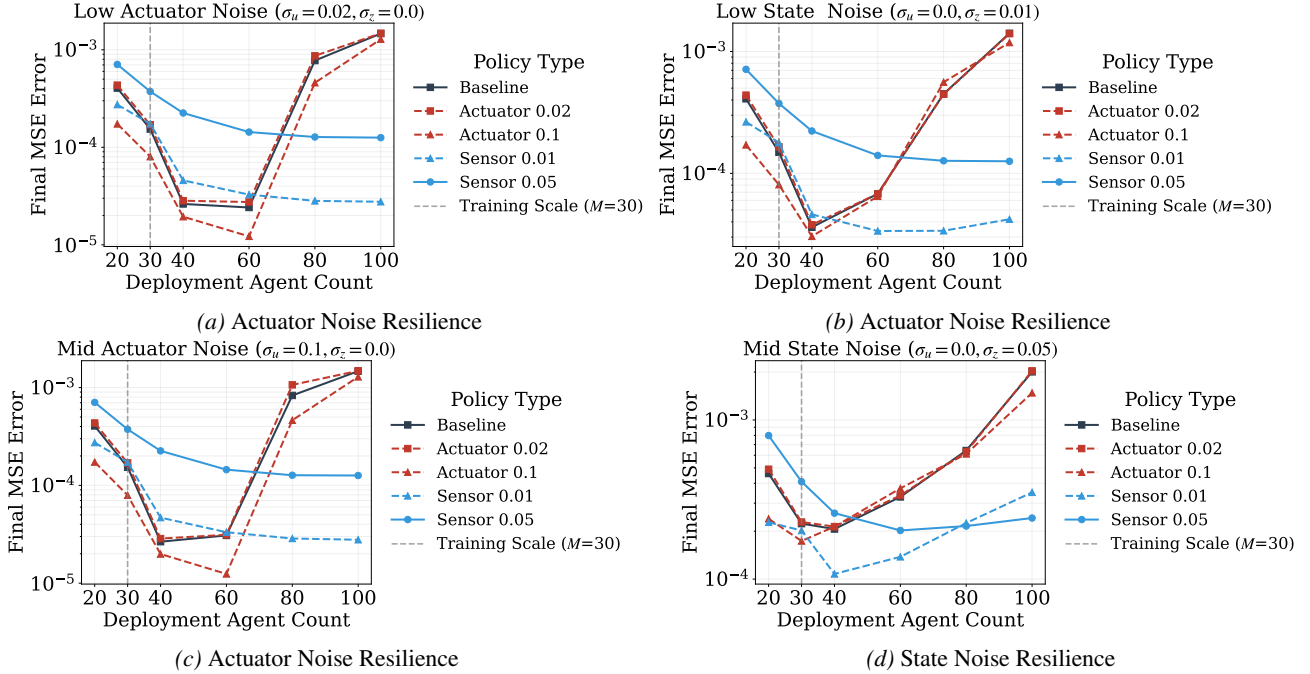 Low Actuator Noise (σ_u = 0.02, σ_z = 0.0)
Final MSE Error
10⁻³
10⁻⁴
10⁻⁵
20 30 40 60 80 100
Deployment Agent Count
Policy Type
Baseline
Actuator 0.02
Actuator 0.1
Sensor 0.01
Sensor 0.05
Training Scale (M=30)
(a) Actuator Noise Resilience
Low State  Noise (σ_u = 0.0, σ_z = 0.01)
Final MSE Error
10⁻³
10⁻⁴
20 30 40 60 80 100
Deployment Agent Count
Policy Type
Baseline
Actuator 0.02
Actuator 0.1
Sensor 0.01
Sensor 0.05
Training Scale (M=30)
(b) Actuator Noise Resilience
Mid Actuator Noise (σ_u = 0.1, σ_z = 0.0)
Final MSE Error
10⁻³
10⁻⁴
10⁻⁵
20 30 40 60 80 100
Deployment Agent Count
Policy Type
Baseline
Actuator 0.02
Actuator 0.1
Sensor 0.01
Sensor 0.05
Training Scale (M=30)
(c) Actuator Noise Resilience
Mid State Noise (σ_u = 0.0, σ_z = 0.05)
Final MSE Error
10⁻³
10⁻⁴
20 30 40 60 80 100
Deployment Agent Count
Policy Type
Baseline
Actuator 0.02
Actuator 0.1
Sensor 0.01
Sensor 0.05
Training Scale (M=30)
(d) State Noise Resilience